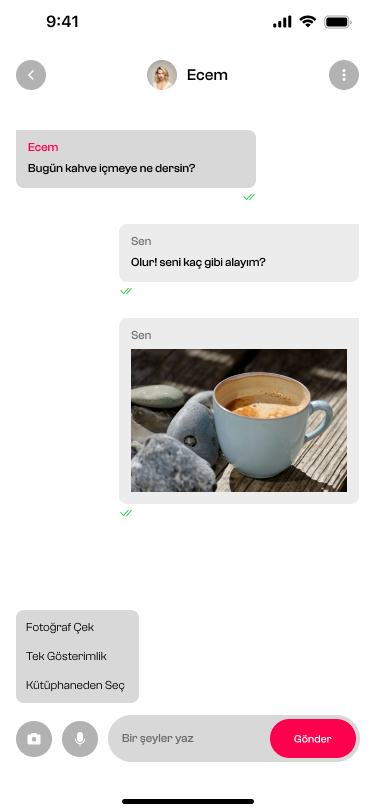 9:41
Ecem
Ecem
Bugün kahve içmeye ne dersin?
Sen
Olur! seni kaç gibi alayım?
Sen
Fotoğraf Çek
Tek Gösterimlik
Kütüphaneden Seç
Bir şeyler yaz
Gönder